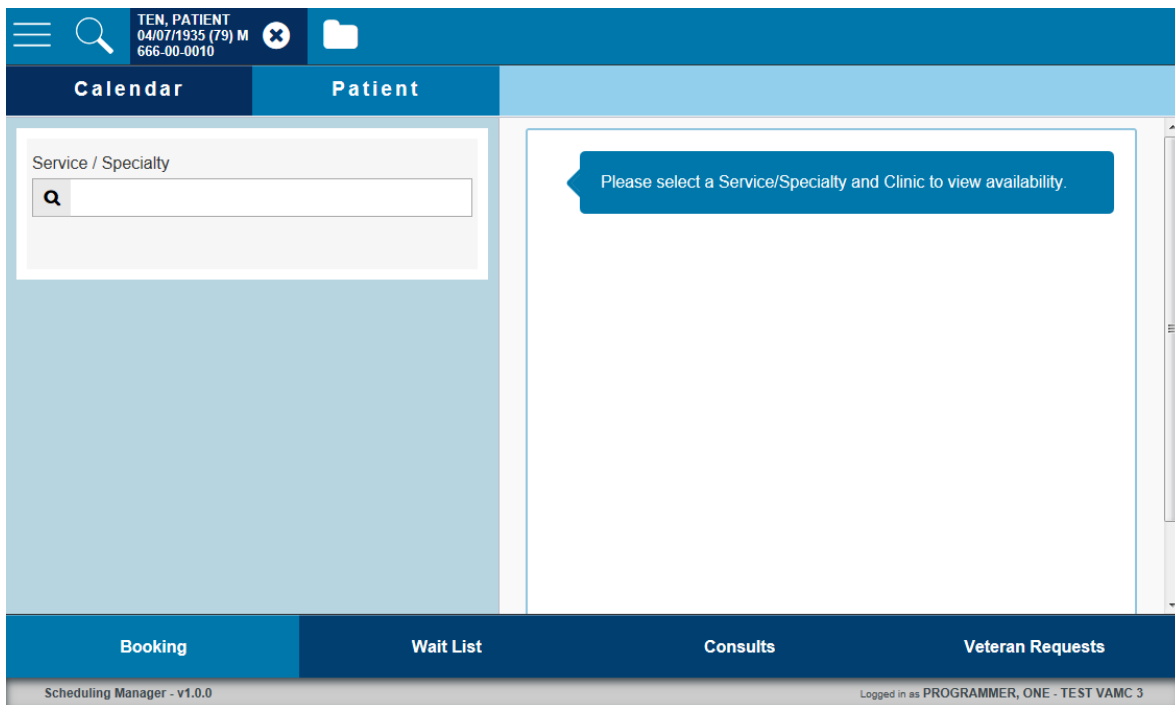 TEN, PATIENT
04/07/1935 (79) M
666-00-0010
Calendar
Patient
Service / Specialty
Please select a Service/Specialty and Clinic to view availability.
Booking
Wait List
Consults
Veteran Requests
Scheduling Manager - v1.0.0
Logged in as PROGRAMMER, ONE - TEST VAMC 3